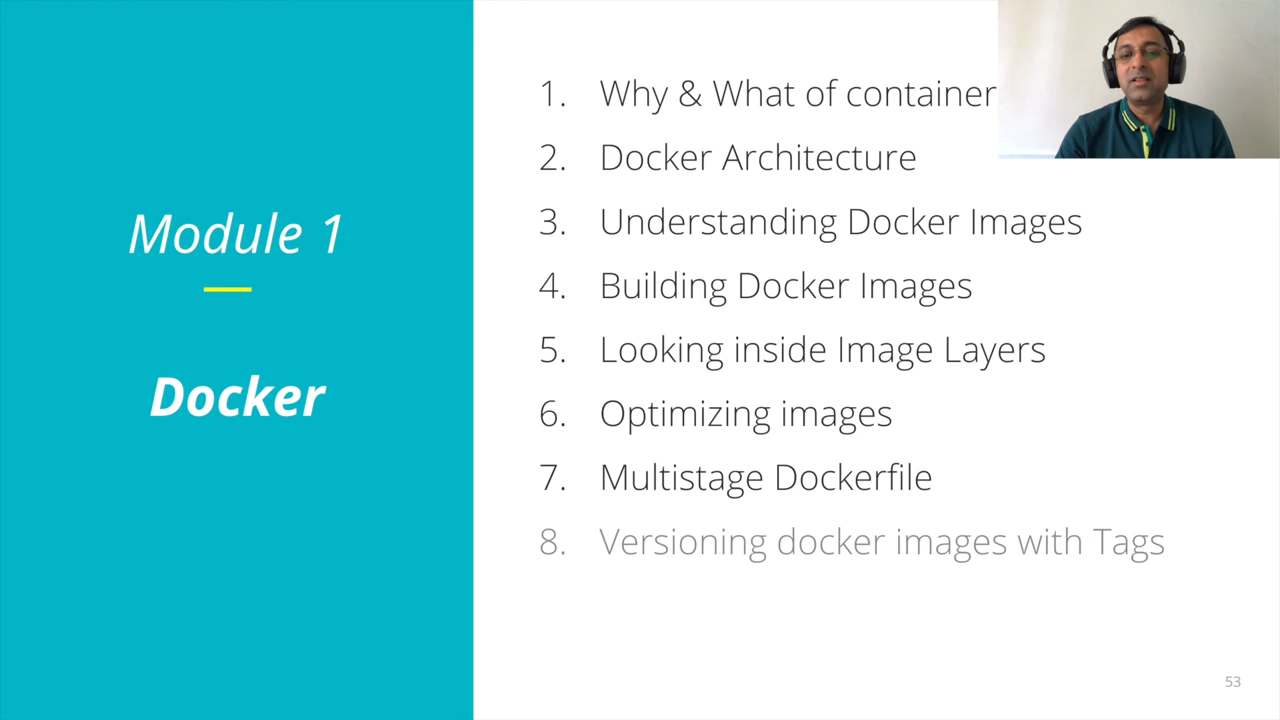 Module 1
Docker
1. Why & What of container
2. Docker Architecture
3. Understanding Docker Images
4. Building Docker Images
5. Looking inside Image Layers
6. Optimizing images
7. Multistage Dockerfile
8. Versioning docker images with Tags
53